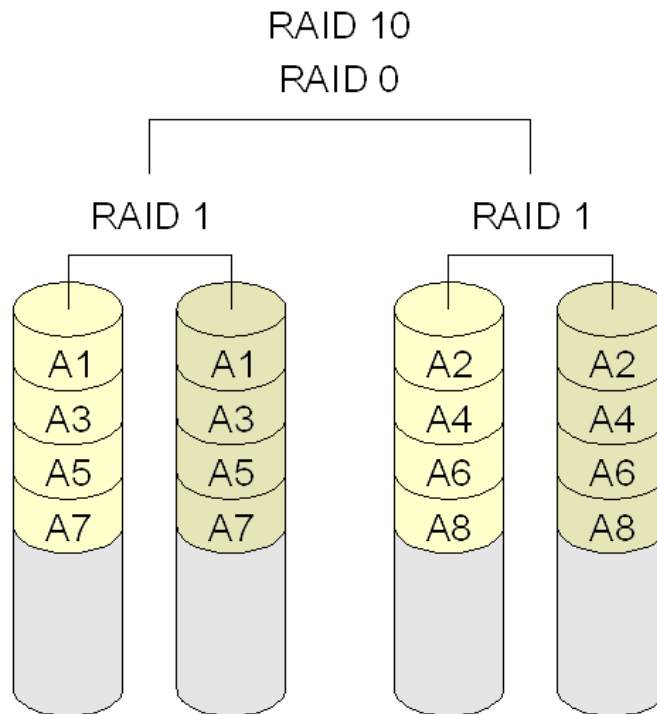 RAID 10
RAID 0
RAID 1 RAID 1
A1 A1 A2 A2
A3 A3 A4 A4
A5 A5 A6 A6
A7 A7 A8 A8